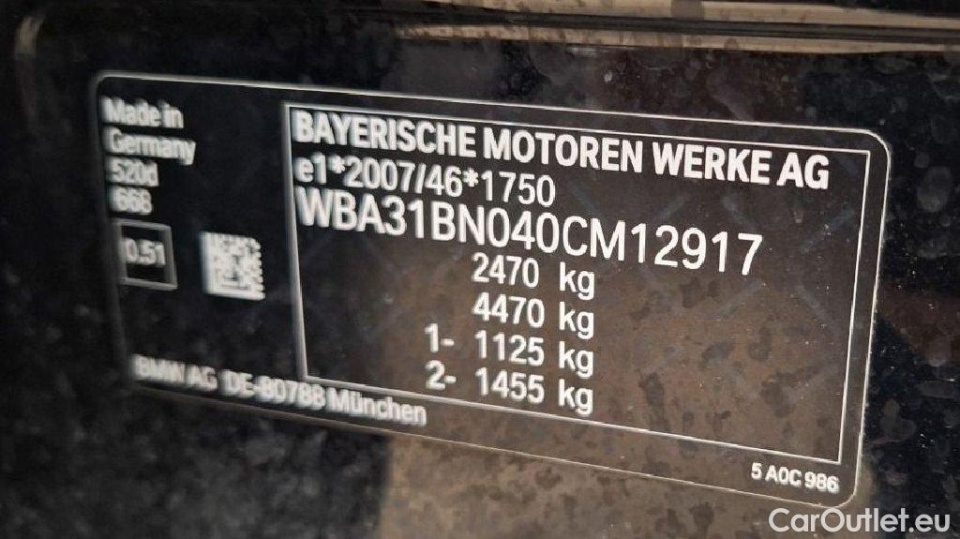 Made in
Germany
520d
668
0.51
BAYERISCHE MOTOREN WERKE AG
e1*2007/46*1750
WBA31BN040CM12917
2470 kg
4470 kg
1- 1125 kg
2- 1455 kg
BMW AG DE-80788 München
5 A0C 986
CarOutlet.eu